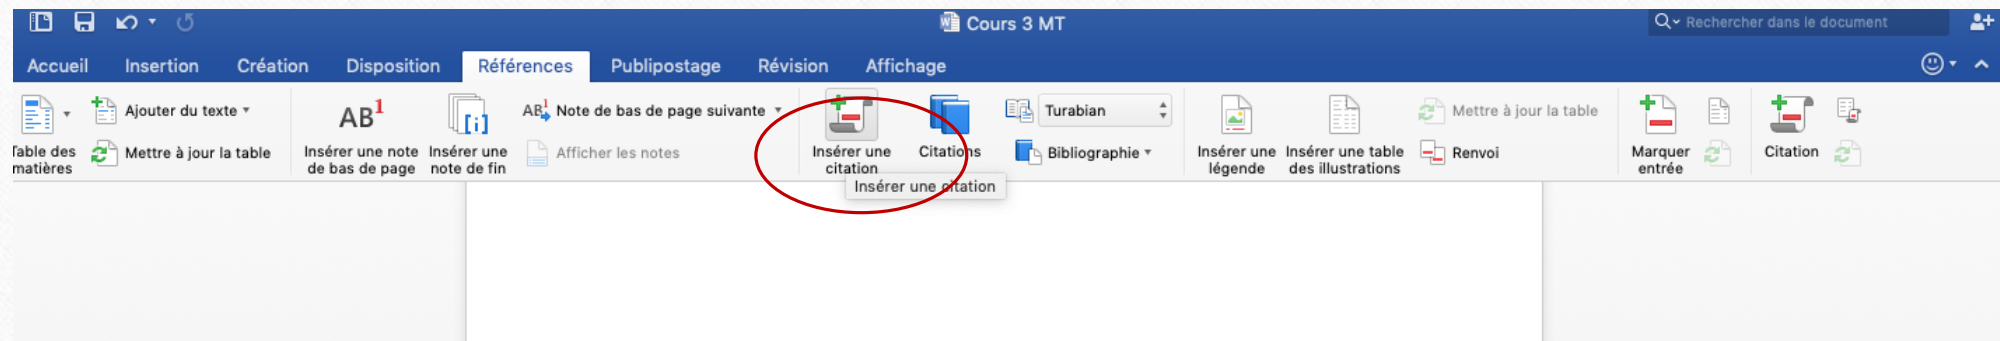 Cours 3 MT
Rechercher dans le document
Accueil Insertion Création Disposition Références Publipostage Révision Affichage
Ajouter du texte
AB1
[i]
AB1 Note de bas de page suivante
Turabian
Mettre à jour la table
Table des matières
Mettre à jour la table
Insérer une note de bas de page
Insérer une note de fin
Afficher les notes
Insérer une citation
Citations
Bibliographie
Insérer une légende
Insérer une table des illustrations
Renvoi
Marquer entrée
Citation
Insérer une citation